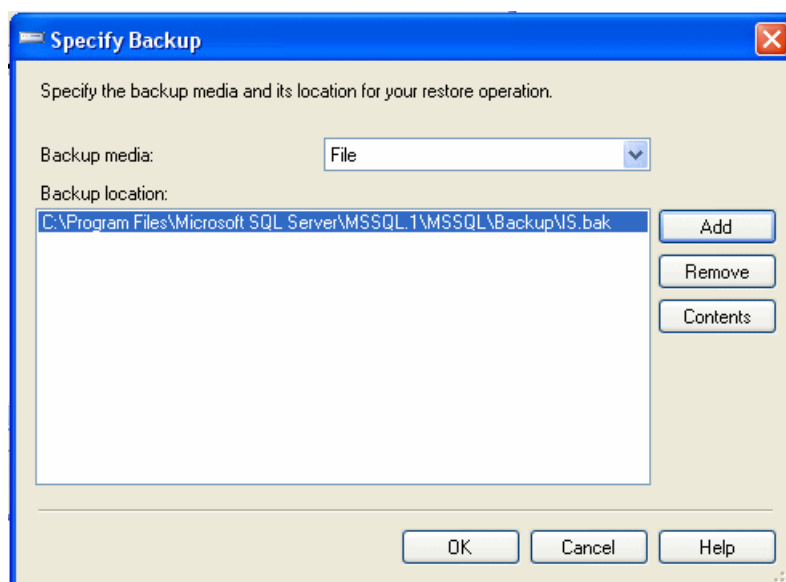 Specify Backup
Specify the backup media and its location for your restore operation.
Backup media:
File
Backup location:
C:\Program Files\Microsoft SQL Server\MSSQL.1\MSSQL\Backup\IS.bak
Add
Remove
Contents
OK
Cancel
Help